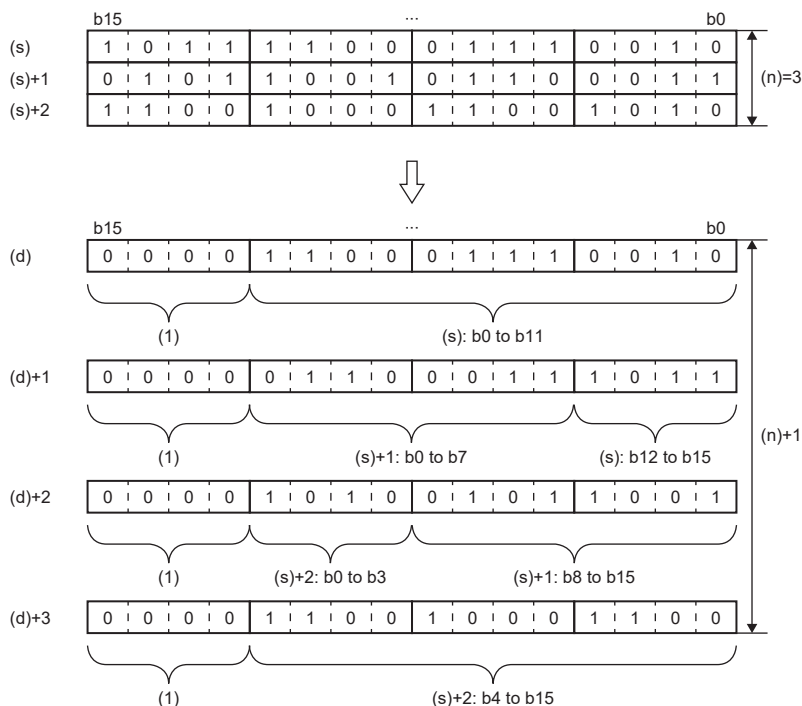 b15 ... b0
(s) 1 0 1 1 1 1 0 0 0 1 1 1 0 0 1 0
(s)+1 0 1 0 1 1 0 0 1 0 1 1 0 0 0 1 1 (n)=3
(s)+2 1 1 0 0 1 0 0 0 1 1 0 0 1 0 1 0
b15 ... b0
(d) 0 0 0 0 1 1 0 0 0 1 1 1 0 0 1 0
(1) (s): b0 to b11
(d)+1 0 0 0 0 0 1 1 0 0 0 1 1 1 0 1 1
(n)+1
(1) (s)+1: b0 to b7 (s): b12 to b15
(d)+2 0 0 0 0 1 0 1 0 0 1 0 1 1 0 0 1
(1) (s)+2: b0 to b3 (s)+1: b8 to b15
(d)+3 0 0 0 0 1 1 0 0 1 0 0 0 1 1 0 0
(1) (s)+2: b4 to b15